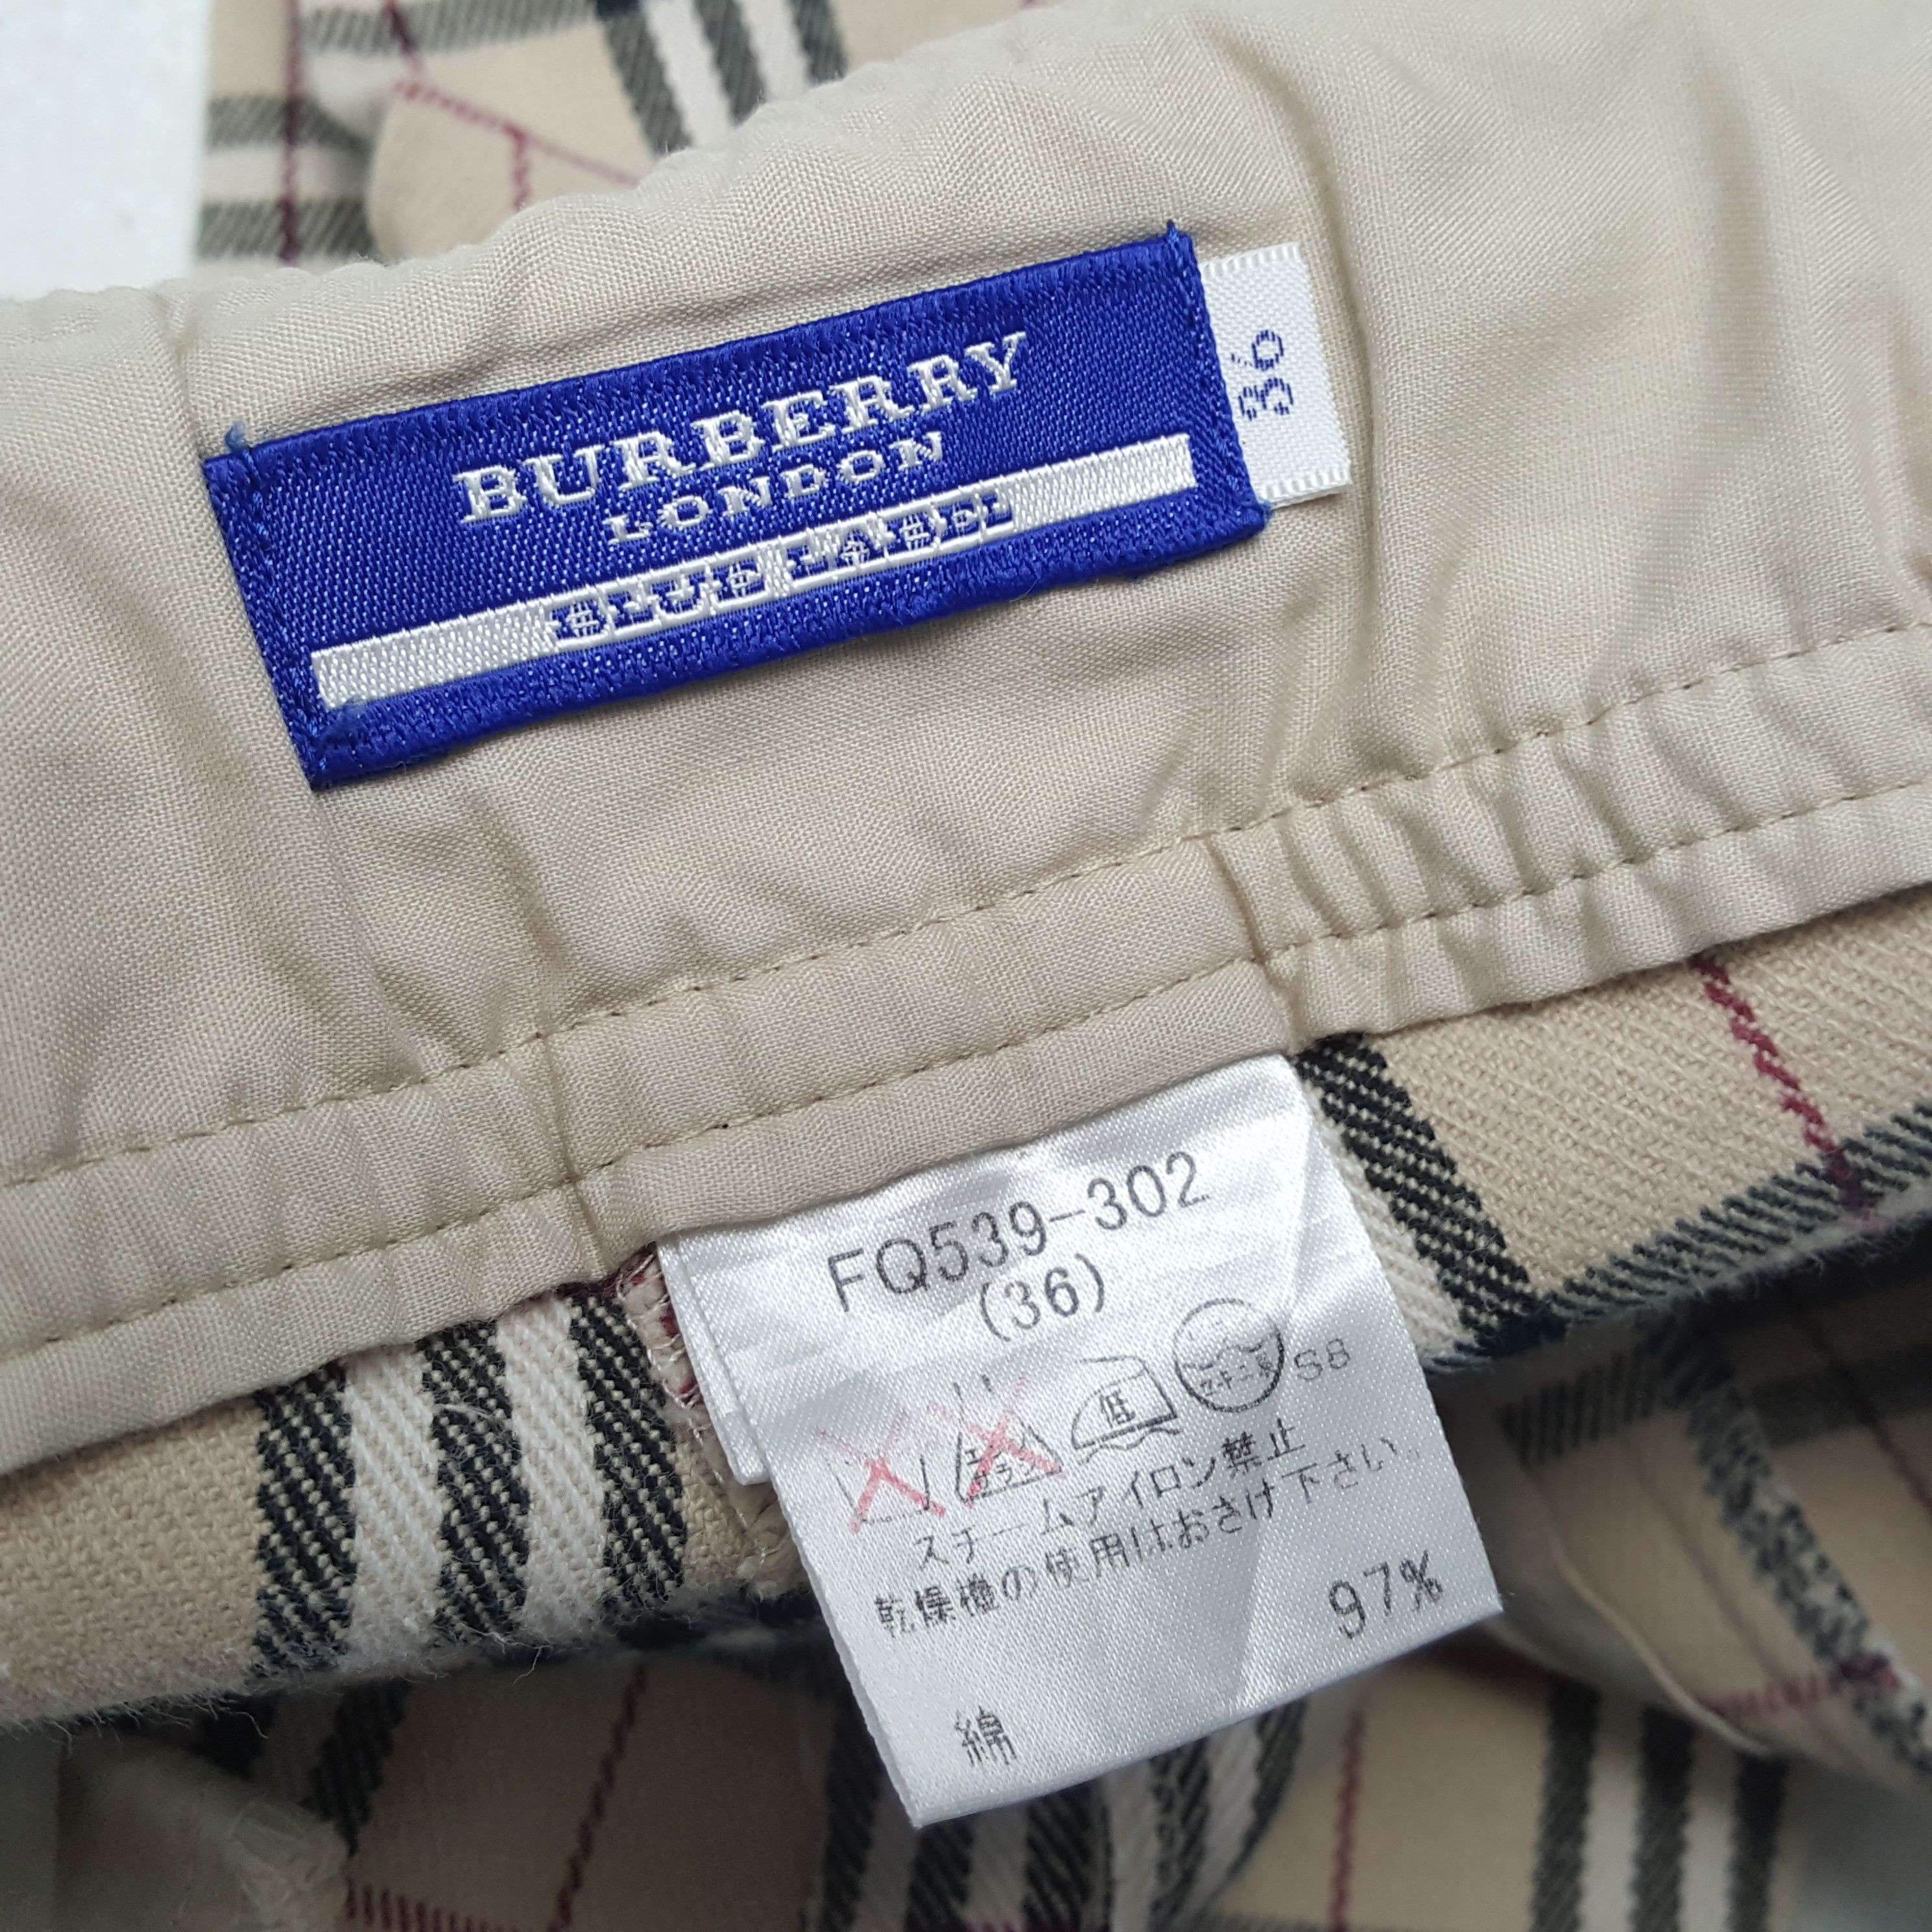 BURBERRY
LONDON
BLUE LABEL
36
FQ539-302
(36)
低
S8
スチームアイロン禁止
乾燥機の使用はおさけ下さい。
綿 97%